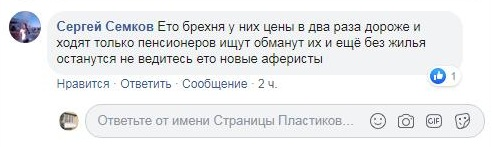 Сергей Семков Ето брехня у них цены в два раза дороже и
ходят только пенсионеров ищут обманут их и ещё без жилья
останутся не ведитесь ето новые аферисты
1
Нравится · Ответить · Сообщение · 2 ч.
Ответьте от имени Страницы Пластиков... GIF